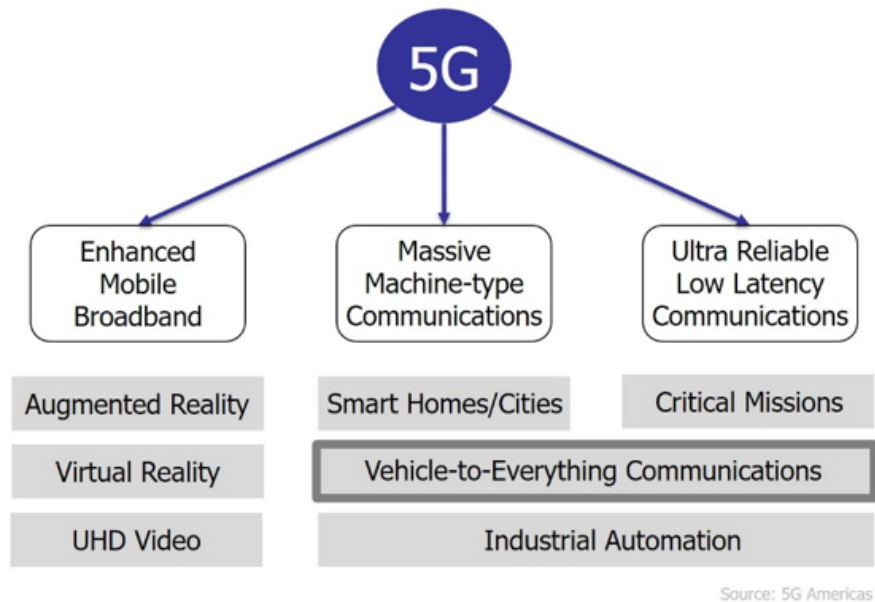 5G
Enhanced
Mobile
Broadband
Massive
Machine-type
Communications
Ultra Reliable
Low Latency
Communications
Augmented Reality
Smart Homes/Cities
Critical Missions
Virtual Reality
Vehicle-to-Everything Communications
UHD Video
Industrial Automation
Source: 5G Americas